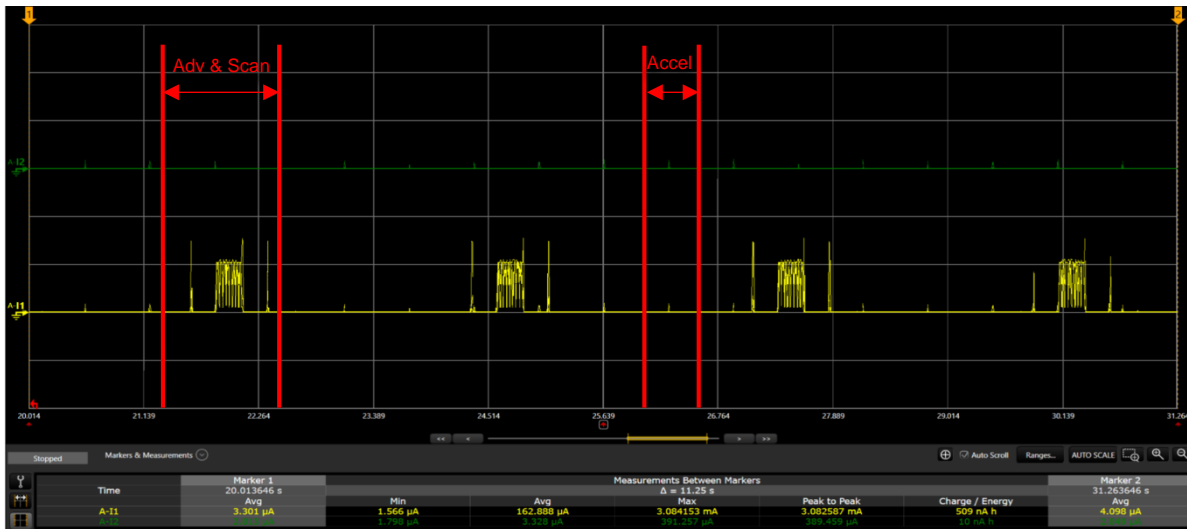 1 2
Adv & Scan Accel
A-I2
A-I1
20.014 21.139 22.264 23.389 24.514 25.639 26.764 27.889 29.014 30.139 31.264
<< < > >>
Stopped Markers & Measurements Auto Scroll Ranges... AUTO SCALE
Marker 1 Measurements Between Markers Marker 2
Time 20.013646 s Δ = 11.25 s 31.263646 s
Avg Min Avg Max Peak to Peak Charge / Energy Avg
A-I1 3.301 µA 1.566 µA 162.888 µA 3.084153 mA 3.082587 mA 509 nA h 4.098 µA
A-I2 1.798 µA 3.328 µA 391.257 µA 389.459 µA 10 nA h